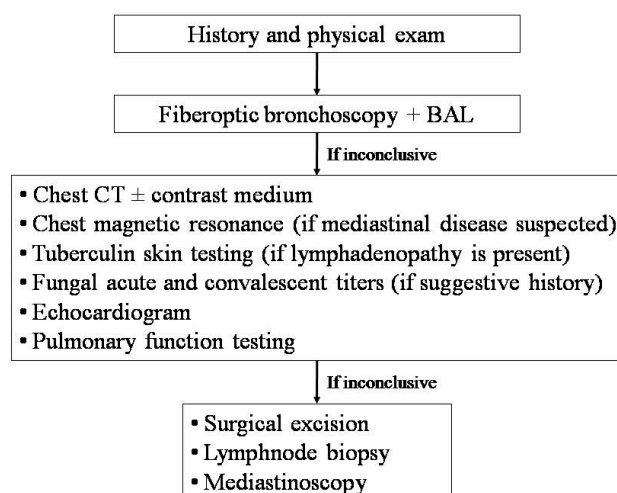 History and physical exam
Fiberoptic bronchoscopy + BAL
If inconclusive
▪ Chest CT ± contrast medium
▪ Chest magnetic resonance (if mediastinal disease suspected)
▪ Tuberculin skin testing (if lymphadenopathy is present)
▪ Fungal acute and convalescent titers (if suggestive history)
▪ Echocardiogram
▪ Pulmonary function testing
If inconclusive
▪ Surgical excision
▪ Lymphnode biopsy
▪ Mediastinoscopy